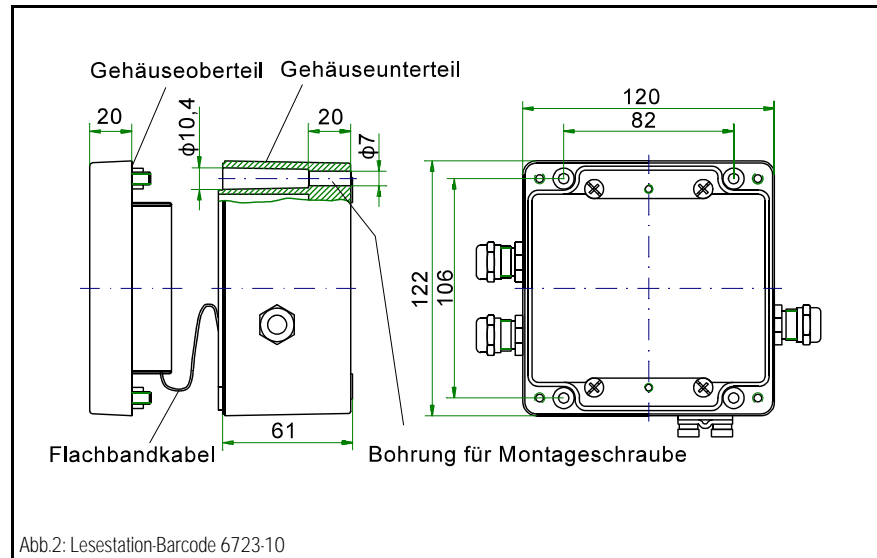 Gehäuseoberteil Gehäuseunterteil
20
ϕ10,4
20
ϕ7
120
82
122
106
61
Flachbandkabel
Bohrung für Montageschraube
Abb.2: Lesestation-Barcode 6723-10